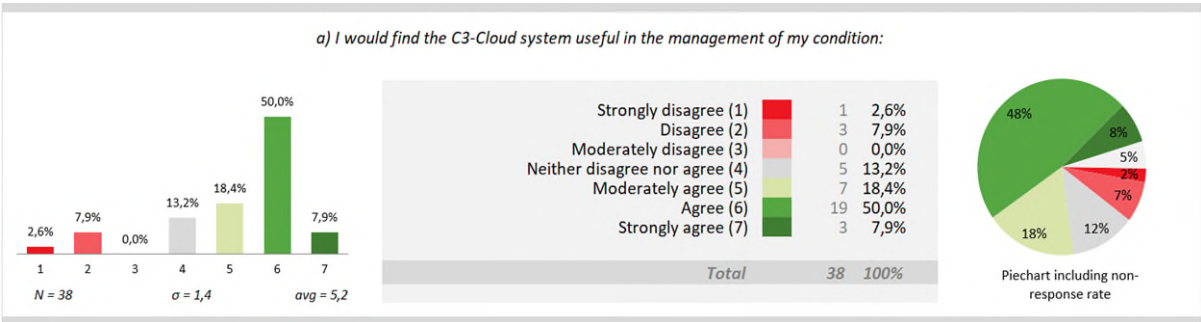 a) I would find the C3-Cloud system useful in the management of my condition:
2,6%
7,9%
0,0%
13,2%
18,4%
50,0%
7,9%
1 2 3 4 5 6 7
N = 38 σ = 1,4 avg = 5,2
Strongly disagree (1) 1 2,6%
Disagree (2) 3 7,9%
Moderately disagree (3) 0 0,0%
Neither disagree nor agree (4) 5 13,2%
Moderately agree (5) 7 18,4%
Agree (6) 19 50,0%
Strongly agree (7) 3 7,9%
Total 38 100%
48%
8%
5%
2%
7%
12%
18%
Piechart including non-
response rate